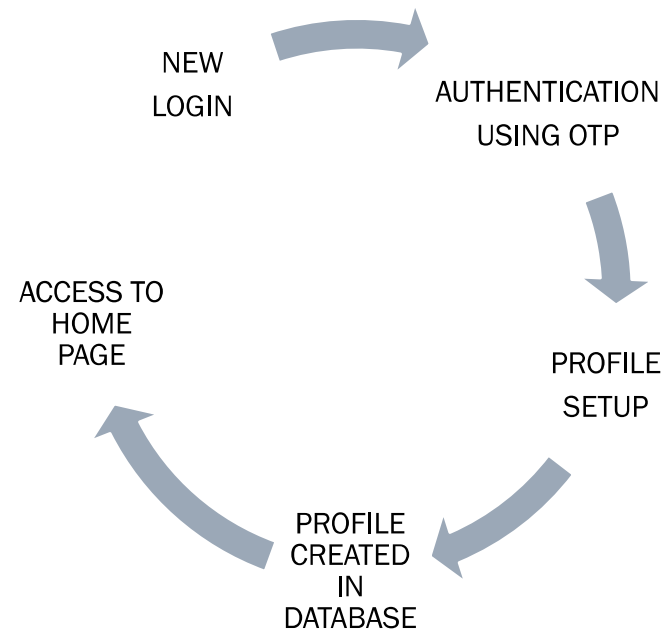 NEW
LOGIN
AUTHENTICATION
USING OTP
PROFILE
SETUP
PROFILE
CREATED
IN
DATABASE
ACCESS TO
HOME
PAGE